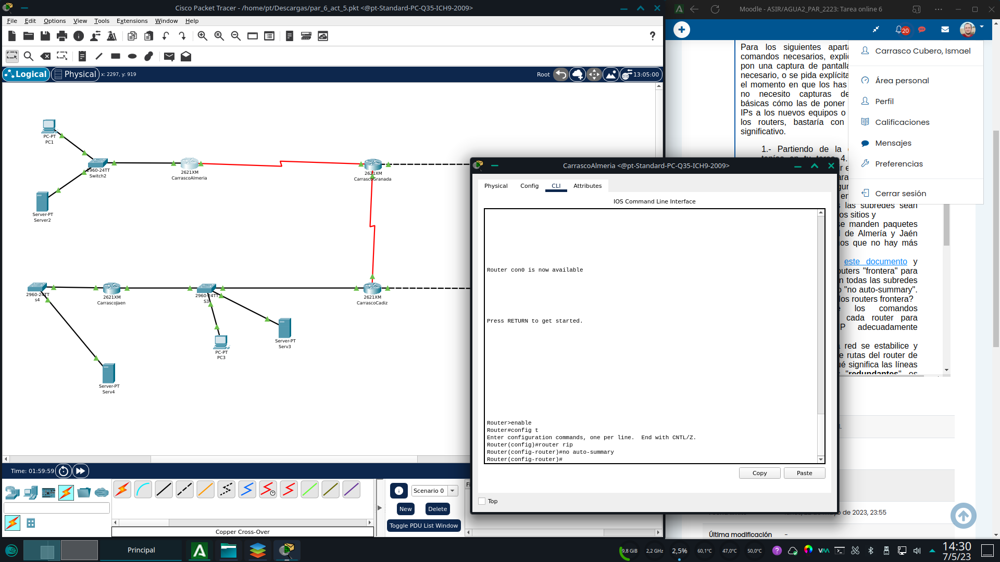 Cisco Packet Tracer - /home/pt/Descargas/par_6_act_5.pkt <@pt-Standard-PC-Q35-ICH9-2009>
File Edit Options View Tools Extensions Window Help
Logical Physical x: 2297, y: 919
Root 13:05:00
PC-PT
PC1
2960-24TT
Switch2
Server-PT
Server2
2621XM
CarrascoAlmeria
2621XM
CarrascoGranada
2960-24TT
s4
2621XM
CarrascoJaen
2960-24TT
S3
2621XM
CarrascoCadiz
PC-PT
PC3
Server-PT
Serv3
Server-PT
Serv4
Time: 01:59:59
Scenario 0
New Delete
Toggle PDU List Window
Fi
Copper Cross-Over
CarrascoAlmeria <@pt-Standard-PC-Q35-ICH9-2009>
Physical Config CLI Attributes
IOS Command Line Interface
Router con0 is now available
Press RETURN to get started.
Router>enable
Router#config t
Enter configuration commands, one per line.  End with CNTL/Z.
Router(config)#router rip
Router(config-router)#no auto-summary
Router(config-router)#
Copy Paste
Top
Moodle - ASIR/AGUA2_PAR_2223: Tarea online 6
20
Para los siguientes aparta
comandos necesarios, explic
pon una captura de pantalla
necesario, o se pida explícita
el momento en que los has
no necesito capturas de
básicas cómo las de poner
IPs a los nuevos equipos o
los routers, bastaría con
significativo.
1.- Partiendo de la
Carrasco Cubero, Ismael
Área personal
Perfil
Calificaciones
Mensajes
Preferencias
Cerrar sesión
las subredes sean
os sitios y
se manden paquetes
de Almería y Jaén
os que no hay más
este documento y
outers "frontera" para
n todas las subredes
"no auto-summary".
los routers frontera?
e los comandos
cada router para
P adecuadamente
red se estabilice y
e rutas del router de
ué significa las líneas
"redundantes", es
o de 2023, 23:55
Última modificación -
Principal
9,8 GiB 2,2 GHz 2,5% 60,1°C 47,0°C 50,0°C
14:30
7/5/23